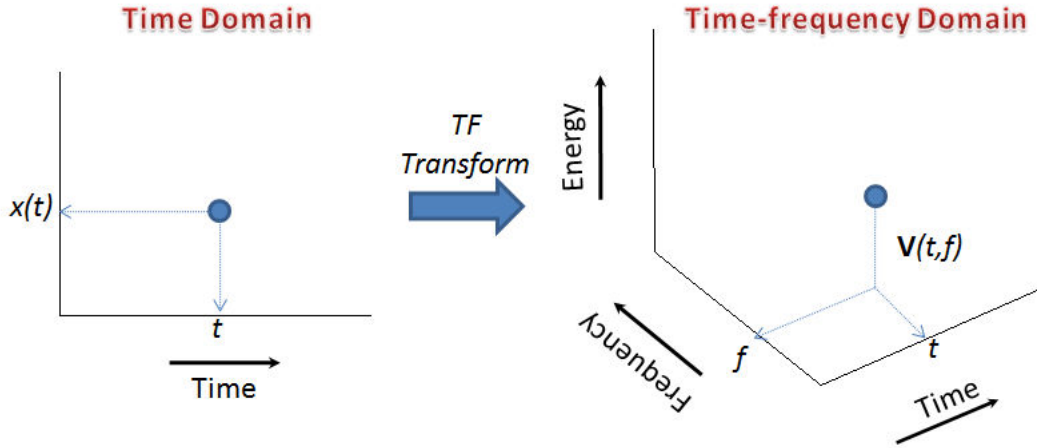 Time Domain
x(t)
t
Time
TF
Transform
Time-frequency Domain
Energy
V(t,f)
Frequency
f
t
Time